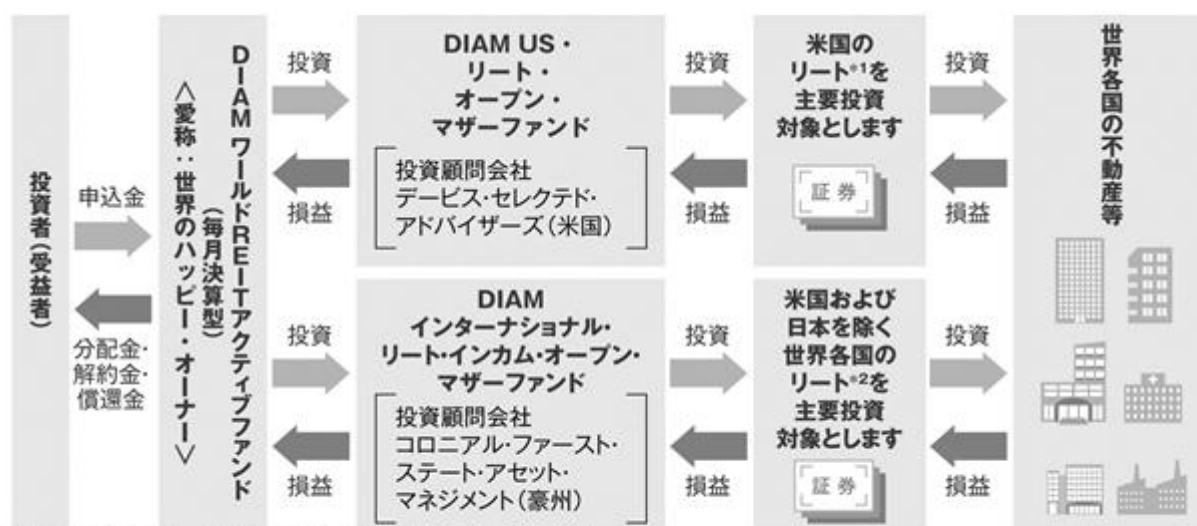 投資者(受益者)
申込金
分配金・
解約金・
償還金
DIAM ワールドREITアクティブファンド
(毎月決算型)
<愛称:世界のハッピー・オーナー>
投資
損益
投資
損益
DIAM US・
リート・
オープン・
マザーファンド
投資顧問会社
デービス・セレクテド・
アドバイザーズ(米国)
DIAM
インターナショナル・
リート・インカム・オープン・
マザーファンド
投資顧問会社
コロニアル・ファースト・
ステート・アセット・
マネジメント(豪州)
投資
損益
投資
損益
米国の
リート*1を
主要投資
対象とします
証券
米国および
日本を除く
世界各国の
リート*2を
主要投資
対象とします
証券
投資
損益
投資
損益
世界各国の不動産等